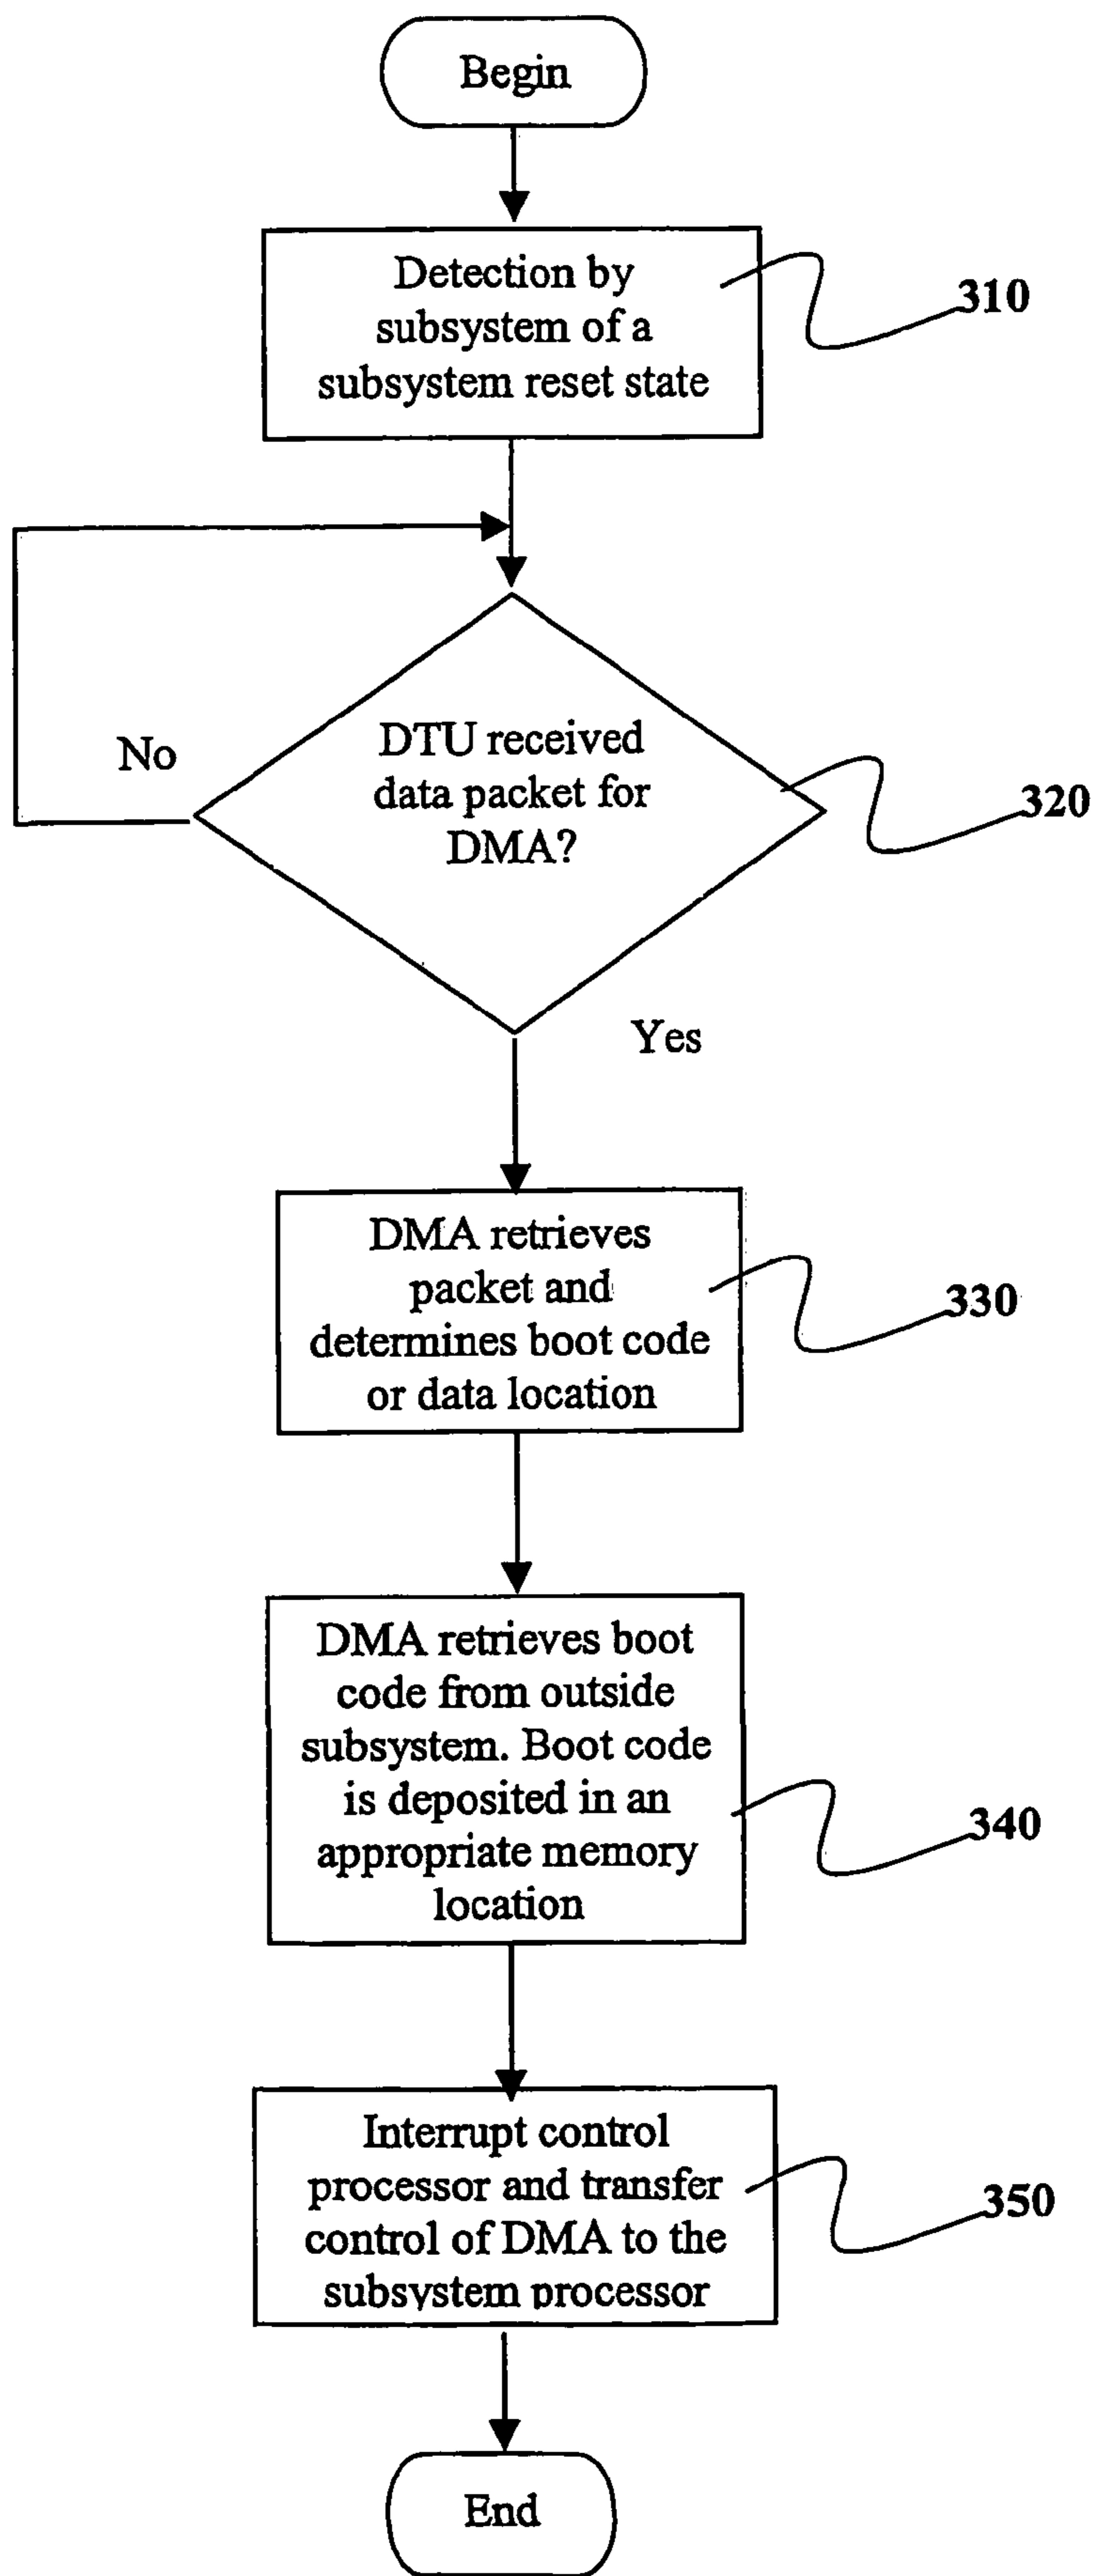 Begin
Detection by
subsystem of a
subsystem reset state
310
DTU received
data packet for
DMA?
320
No
Yes
DMA retrieves
packet and
determines boot code
or data location
330
DMA retrieves boot
code from outside
subsystem. Boot code
is deposited in an
appropriate memory
location
340
Interrupt control
processor and transfer
control of DMA to the
subsystem processor
350
End